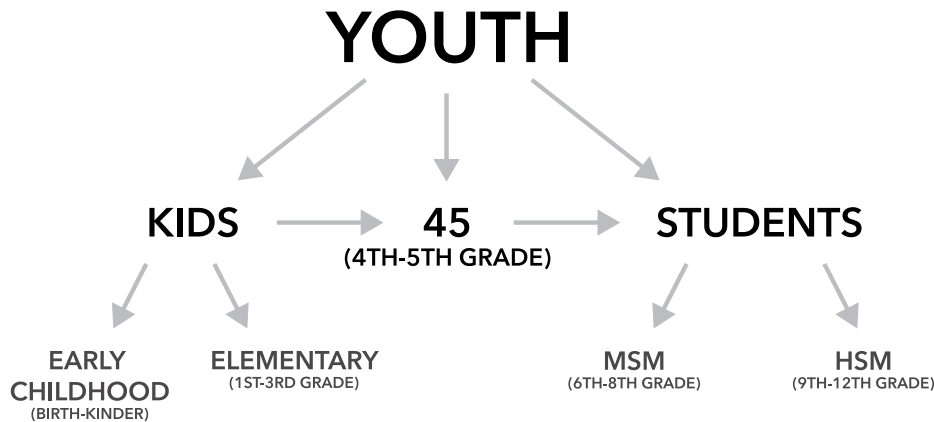 YOUTH
KIDS
45
(4TH-5TH GRADE)
STUDENTS
EARLY
CHILDHOOD
(BIRTH-KINDER)
ELEMENTARY
(1ST-3RD GRADE)
MSM
(6TH-8TH GRADE)
HSM
(9TH-12TH GRADE)